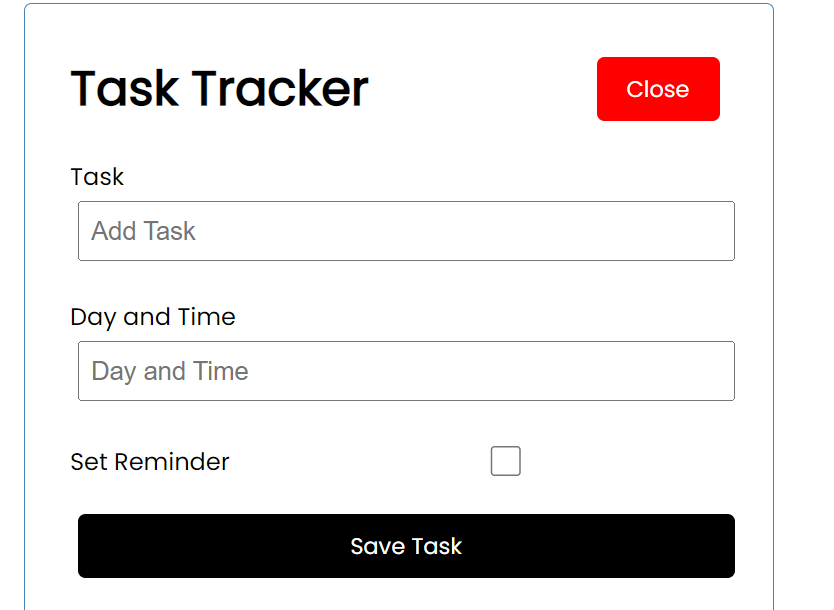 Task Tracker
Close
Task
Add Task
Day and Time
Day and Time
Set Reminder
Save Task